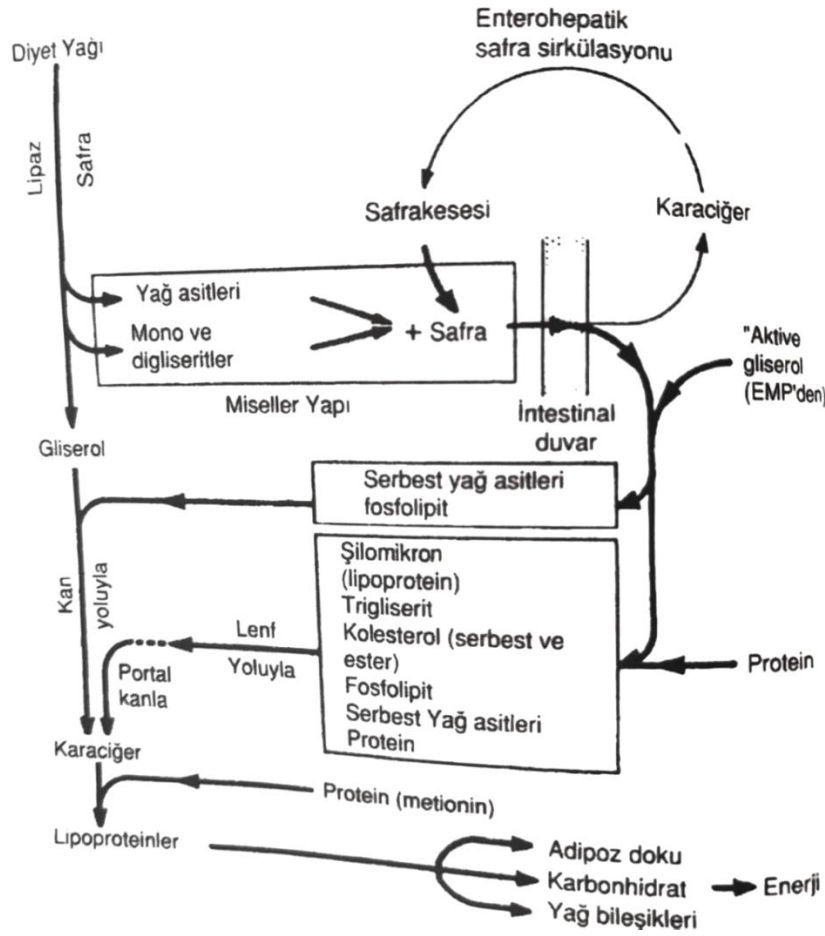 Enterohepatik
safra sirkülasyonu
Diyet Yağı
Lipaz
Safra
Safrakesesi
Karaciğer
Yağ asitleri
Mono ve
digliseritler
+ Safra
Miseller Yapı
İntestinal
duvar
"Aktive
gliserol
(EMP'den)
Gliserol
Serbest yağ asitleri
fosfolipit
Kan
yoluyla
Şilomikron
(lipoprotein)
Trigliserit
Kolesterol (serbest ve
ester)
Fosfolipit
Serbest Yağ asitleri
Protein
Lenf
Yoluyla
Portal
kanla
Protein
Karaciğer
Protein (metionin)
Lipoproteinler
Adipoz doku
Karbonhidrat
Enerji
Yağ bileşikleri